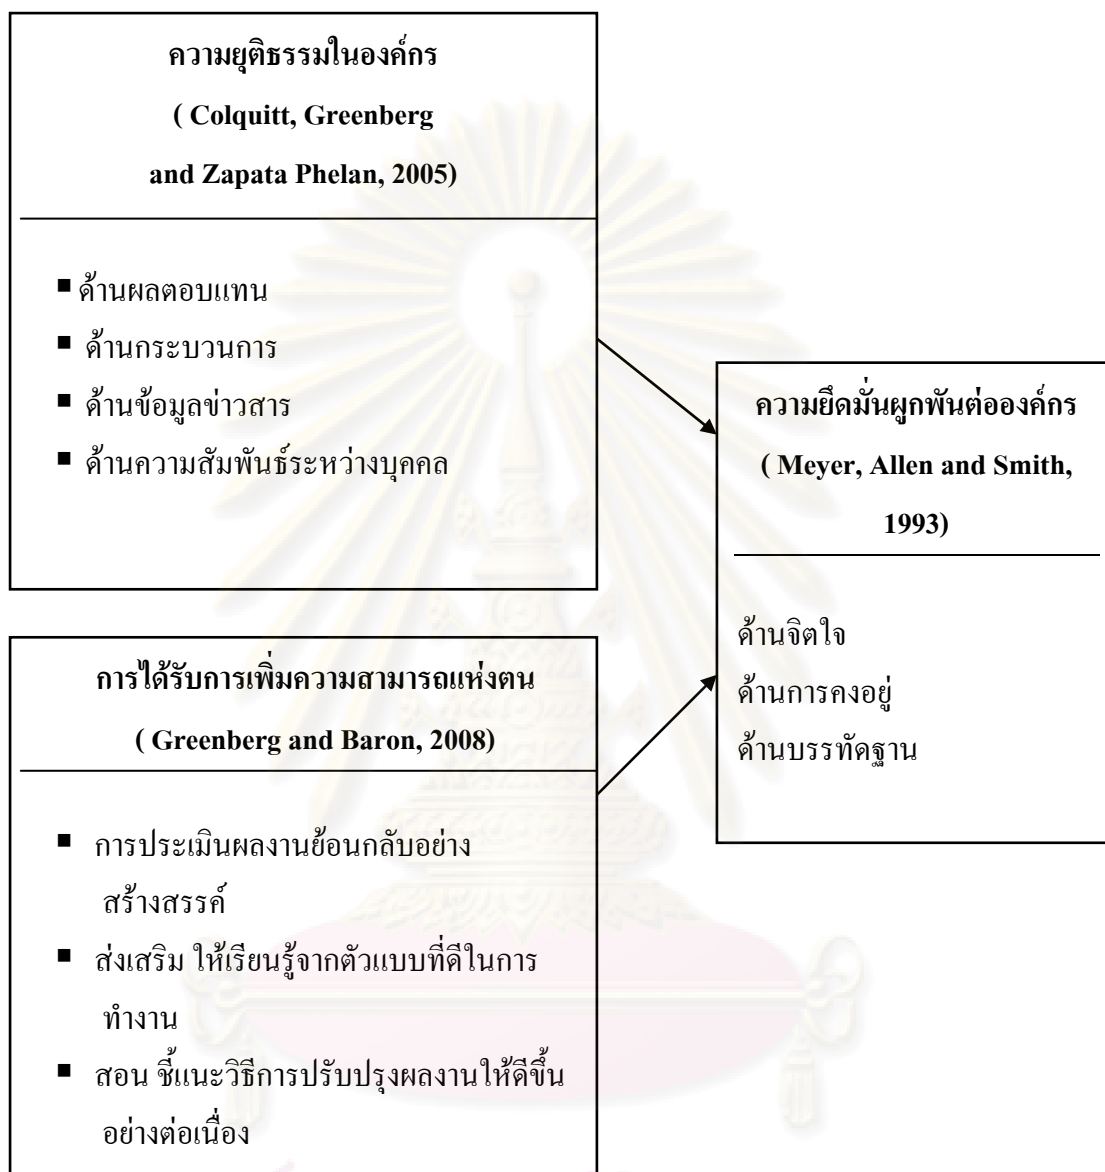 ความยุติธรรมในองค์กร
( Colquitt, Greenberg
and Zapata Phelan, 2005)
▪ ด้านผลตอบแทน
▪ ด้านกระบวนการ
▪ ด้านข้อมูลข่าวสาร
▪ ด้านความสัมพันธ์ระหว่างบุคคล
การได้รับการเพิ่มความสามารถแห่งตน
( Greenberg and Baron, 2008)
▪ การประเมินผลงานย้อนกลับอย่าง
สร้างสรรค์
▪ ส่งเสริม ให้เรียนรู้จากตัวแบบที่ดีในการ
ทำงาน
▪ สอน ชี้แนะวิธีการปรับปรุงผลงานให้ดีขึ้น
อย่างต่อเนื่อง
ความยึดมั่นผูกพันต่อองค์กร
( Meyer, Allen and Smith,
1993)
ด้านจิตใจ
ด้านการคงอยู่
ด้านบรรทัดฐาน